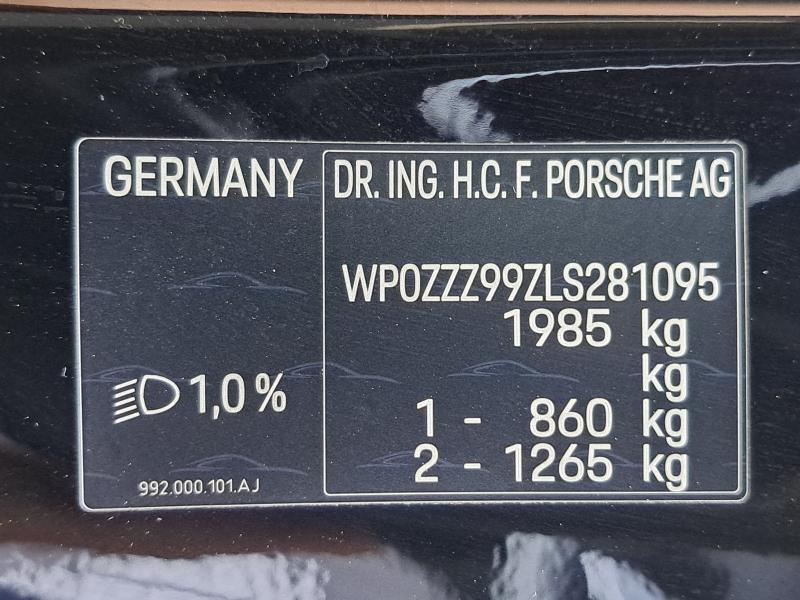 GERMANY
DR. ING. H.C. F. PORSCHE AG
WP0ZZZ99ZLS281095
1985 kg
kg
1 - 860 kg
2 - 1265 kg
1,0 %
992.000.101.AJ